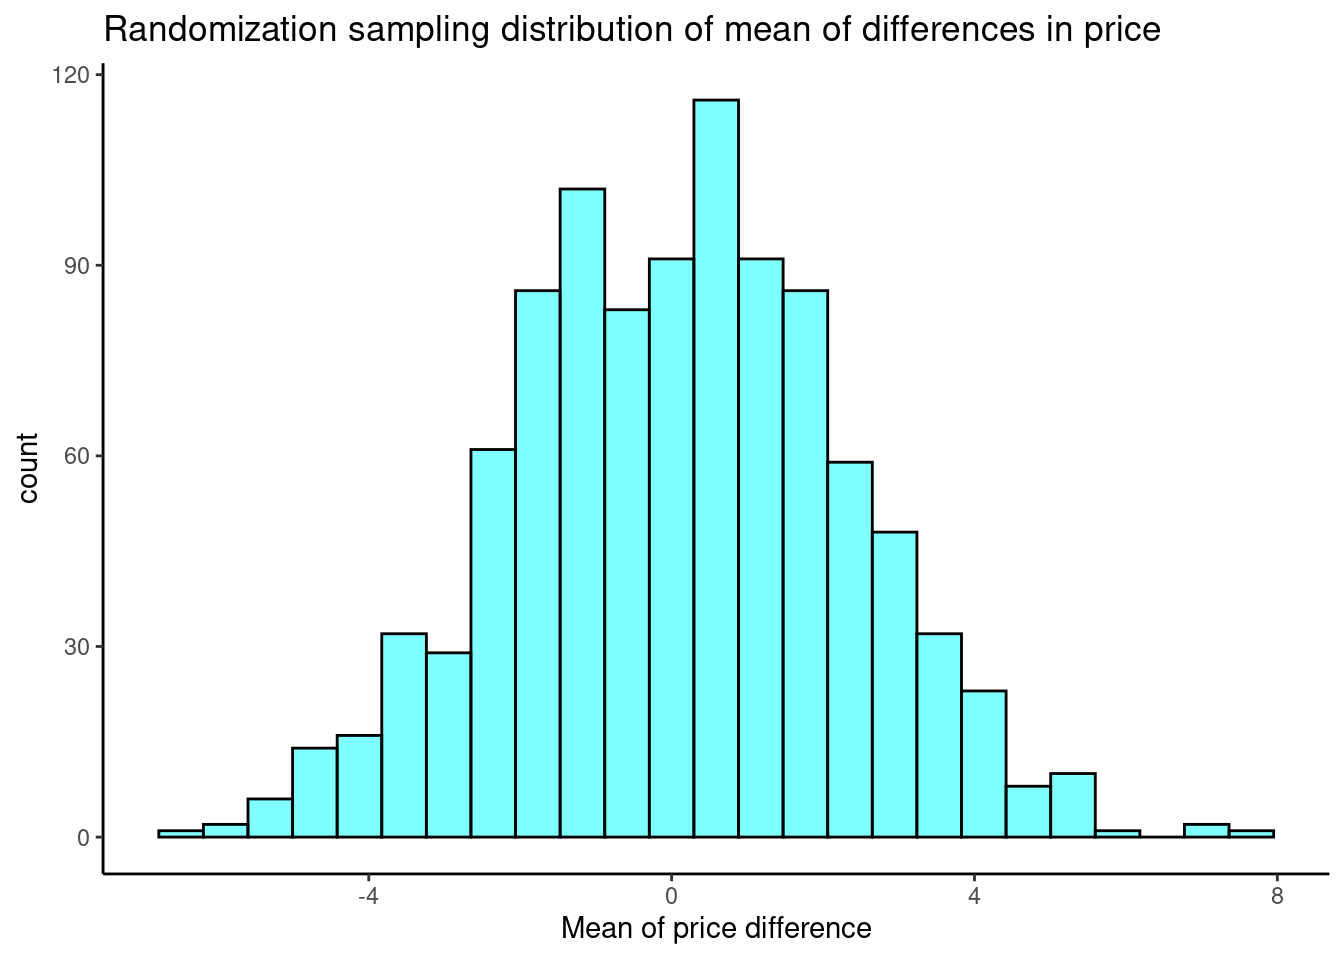 Randomization sampling distribution of mean of differences in price
120
90
60
30
0
count
-4 0 4 8
Mean of price difference